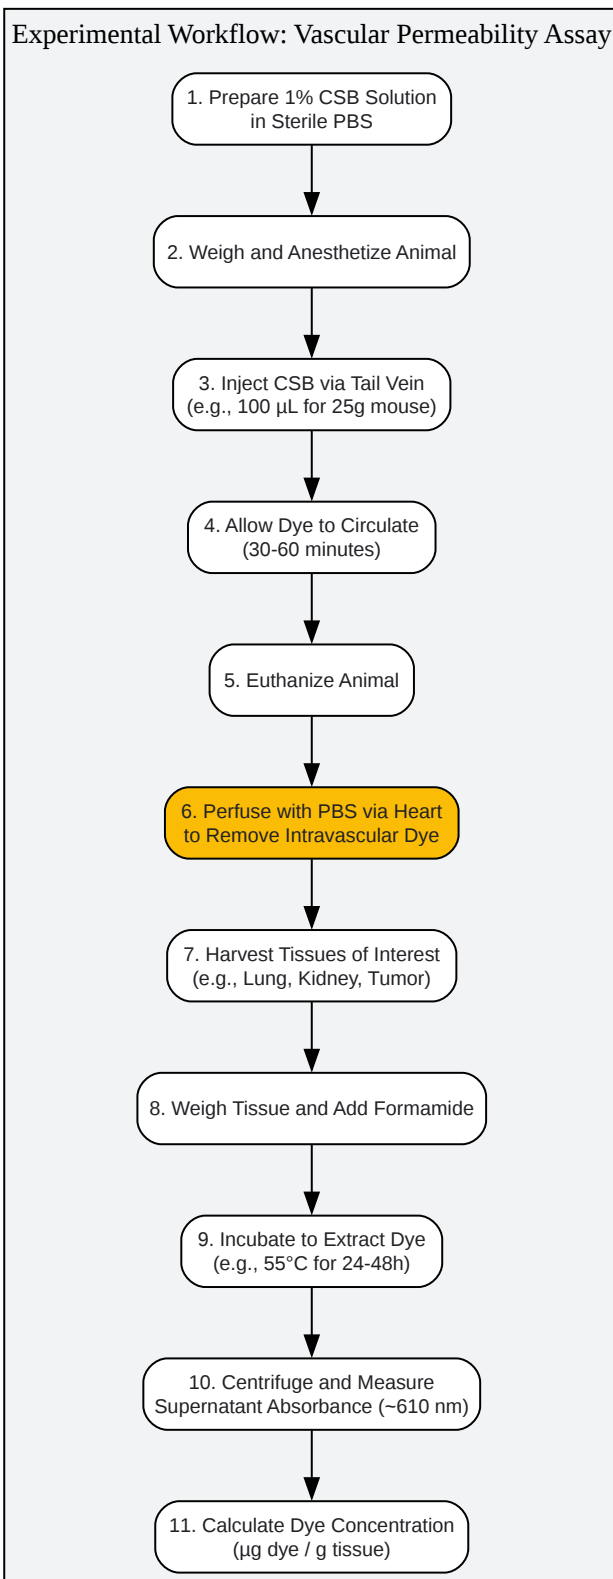 Experimental Workflow: Vascular Permeability Assay
1. Prepare 1% CSB Solution
in Sterile PBS
2. Weigh and Anesthetize Animal
3. Inject CSB via Tail Vein
(e.g., 100 µL for 25g mouse)
4. Allow Dye to Circulate
(30-60 minutes)
5. Euthanize Animal
6. Perfuse with PBS via Heart
to Remove Intravascular Dye
7. Harvest Tissues of Interest
(e.g., Lung, Kidney, Tumor)
8. Weigh Tissue and Add Formamide
9. Incubate to Extract Dye
(e.g., 55°C for 24-48h)
10. Centrifuge and Measure
Supernatant Absorbance (~610 nm)
11. Calculate Dye Concentration
(µg dye / g tissue)